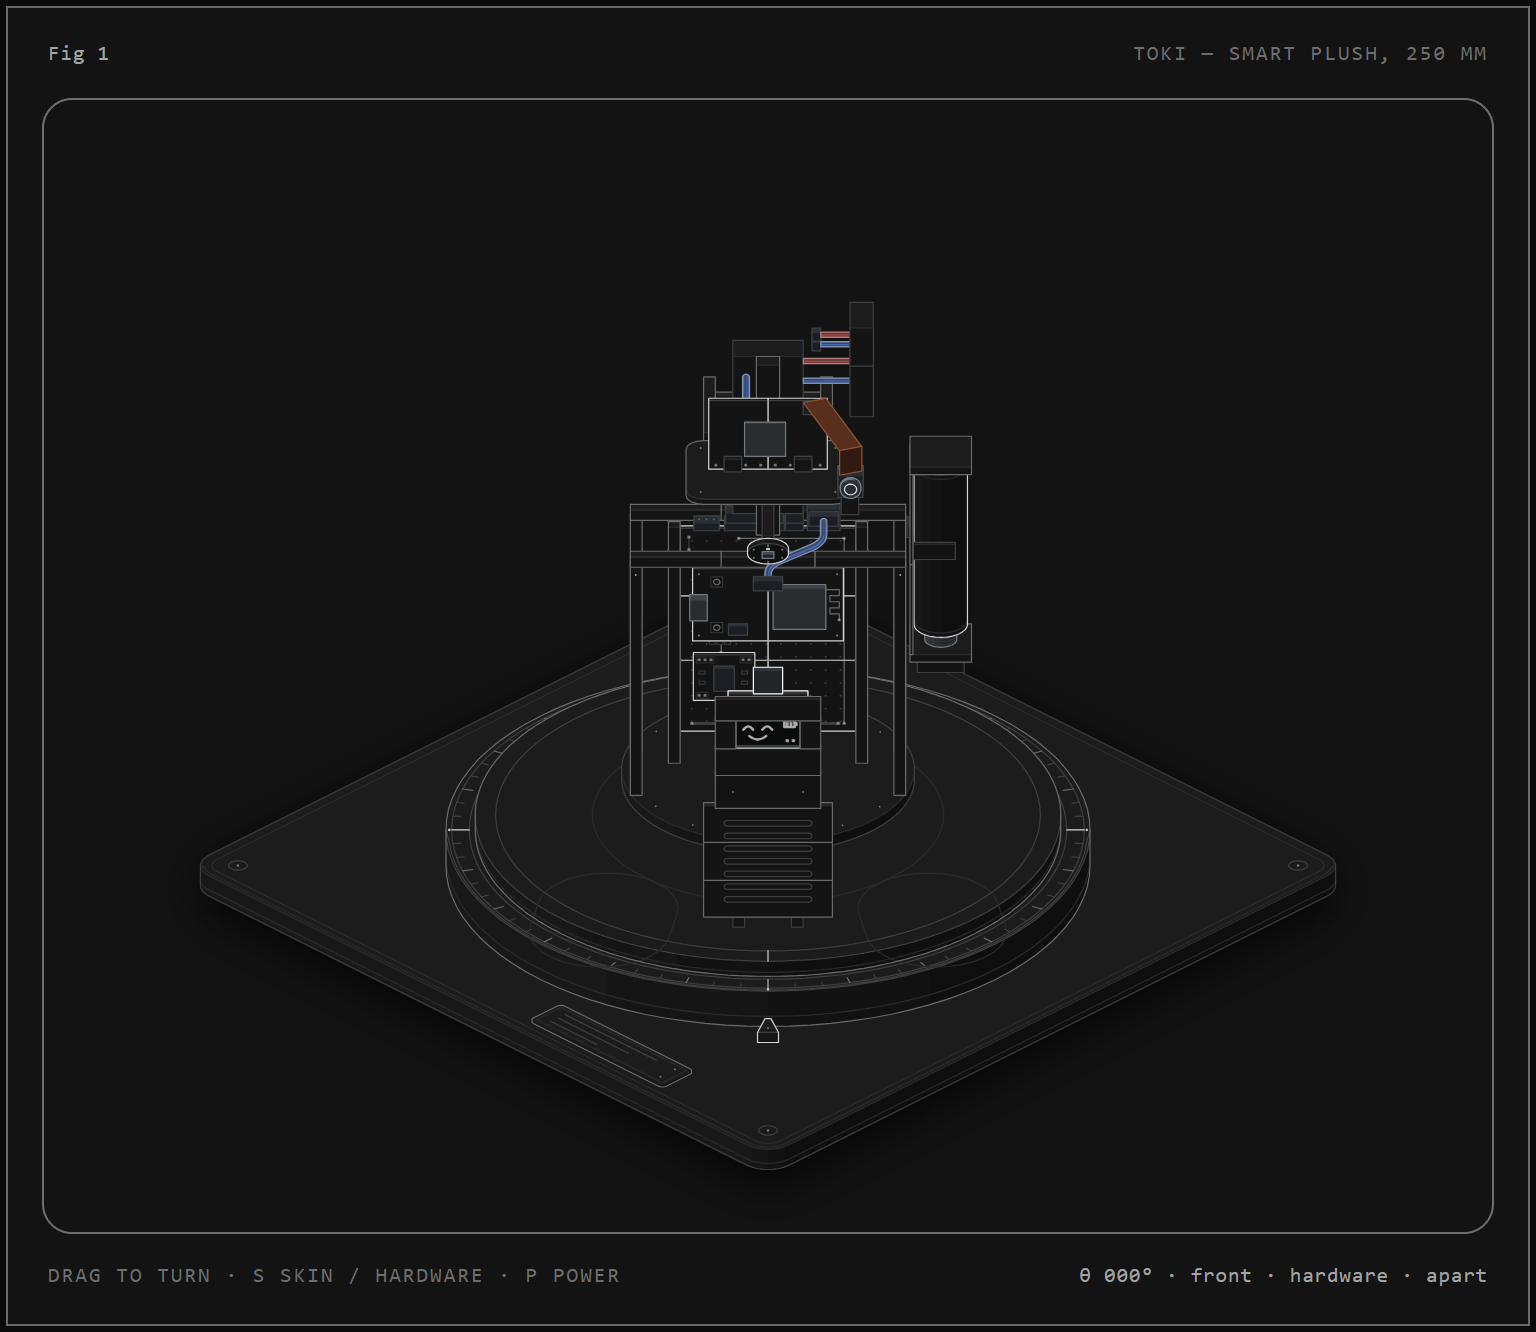 Fig 1
TOKI — SMART PLUSH, 250 MM
DRAG TO TURN · S SKIN / HARDWARE · P POWER
θ 000° · front · hardware · apart